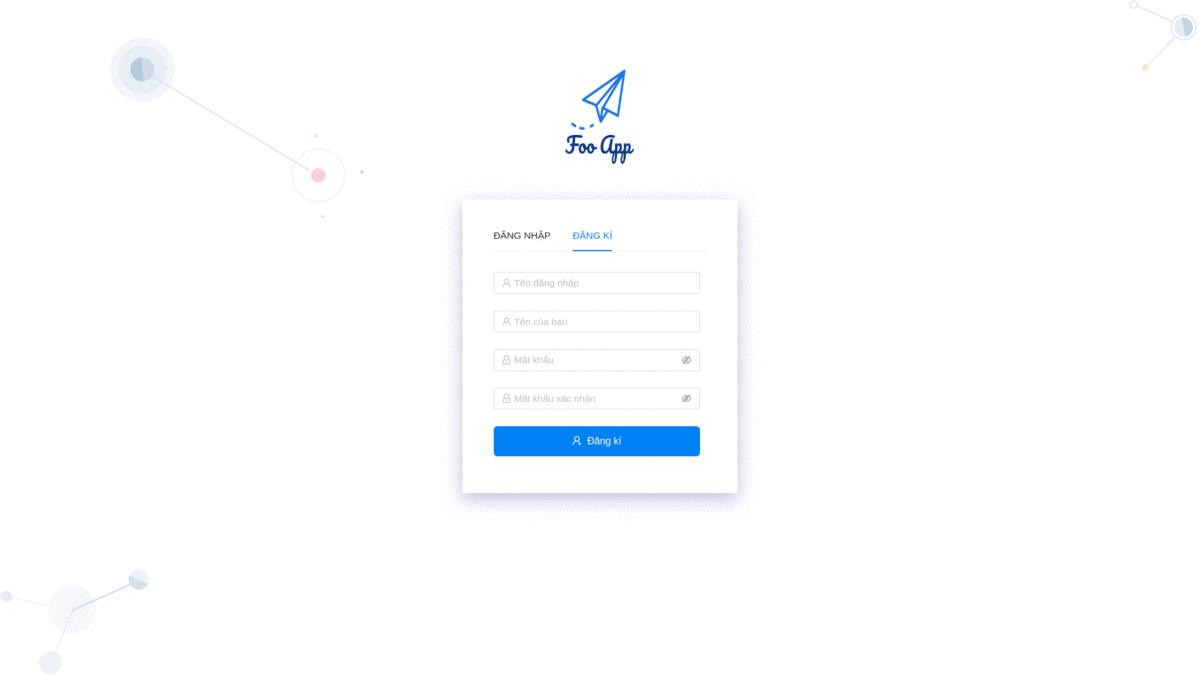 Foo App
ĐĂNG NHẬP ĐĂNG KÍ
Tên đăng nhập
Tên của bạn
Mật khẩu
Mật khẩu xác nhận
Đăng kí